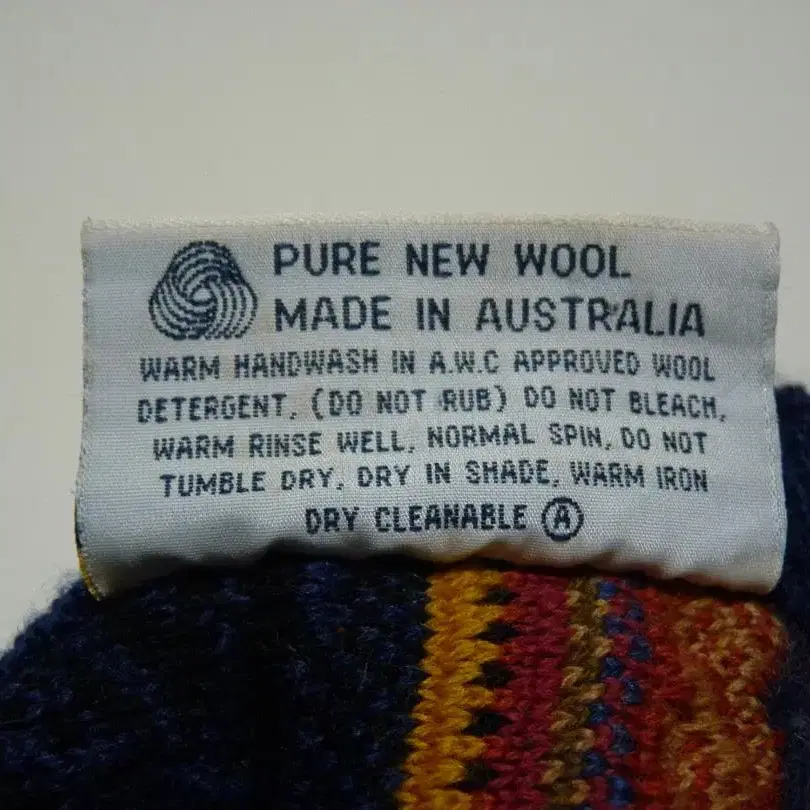 PURE NEW WOOL
MADE IN AUSTRALIA
WARM HANDWASH IN A.W.C APPROVED WOOL
DETERGENT, (DO NOT RUB) DO NOT BLEACH,
WARM RINSE WELL, NORMAL SPIN, DO NOT
TUMBLE DRY, DRY IN SHADE, WARM IRON
DRY CLEANABLE Ⓐ